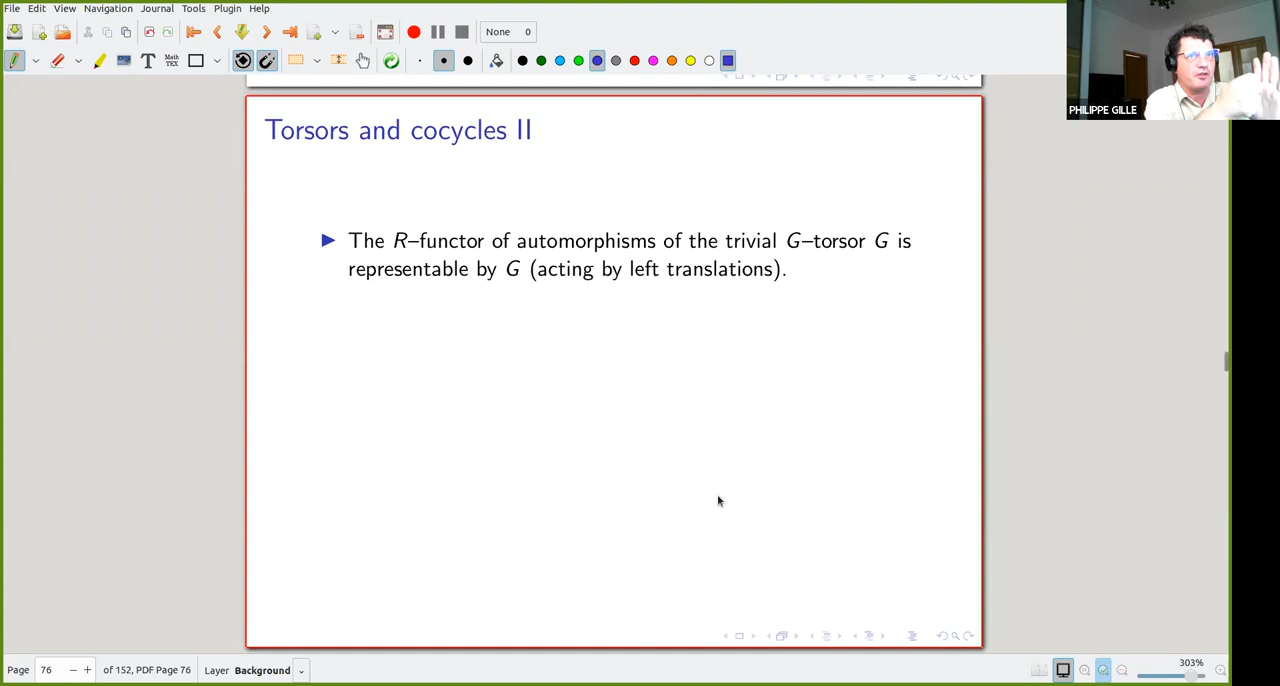 File Edit View Navigation Journal Tools Plugin Help
None 0
T Math TEX
PHILIPPE GILLE
Torsors and cocycles II
The R–functor of automorphisms of the trivial G–torsor G is
representable by G (acting by left translations).
Page 76 − + of 152, PDF Page 76 Layer Background 303%